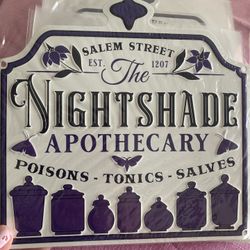 SALEM STREET
EST. 1207
The
NIGHTSHADE
APOTHECARY
POISONS - TONICS - SALVES